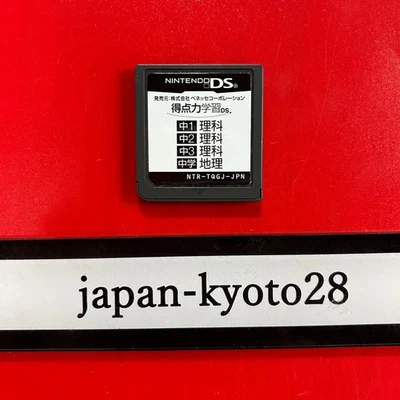 NINTENDO DS®
発売元:株式会社ベネッセコーポレーション
得点力学習DS®
中1 理科
中2 理科
中3 理科
中学 地理
NTR-TQGJ-JPN
japan-kyoto28